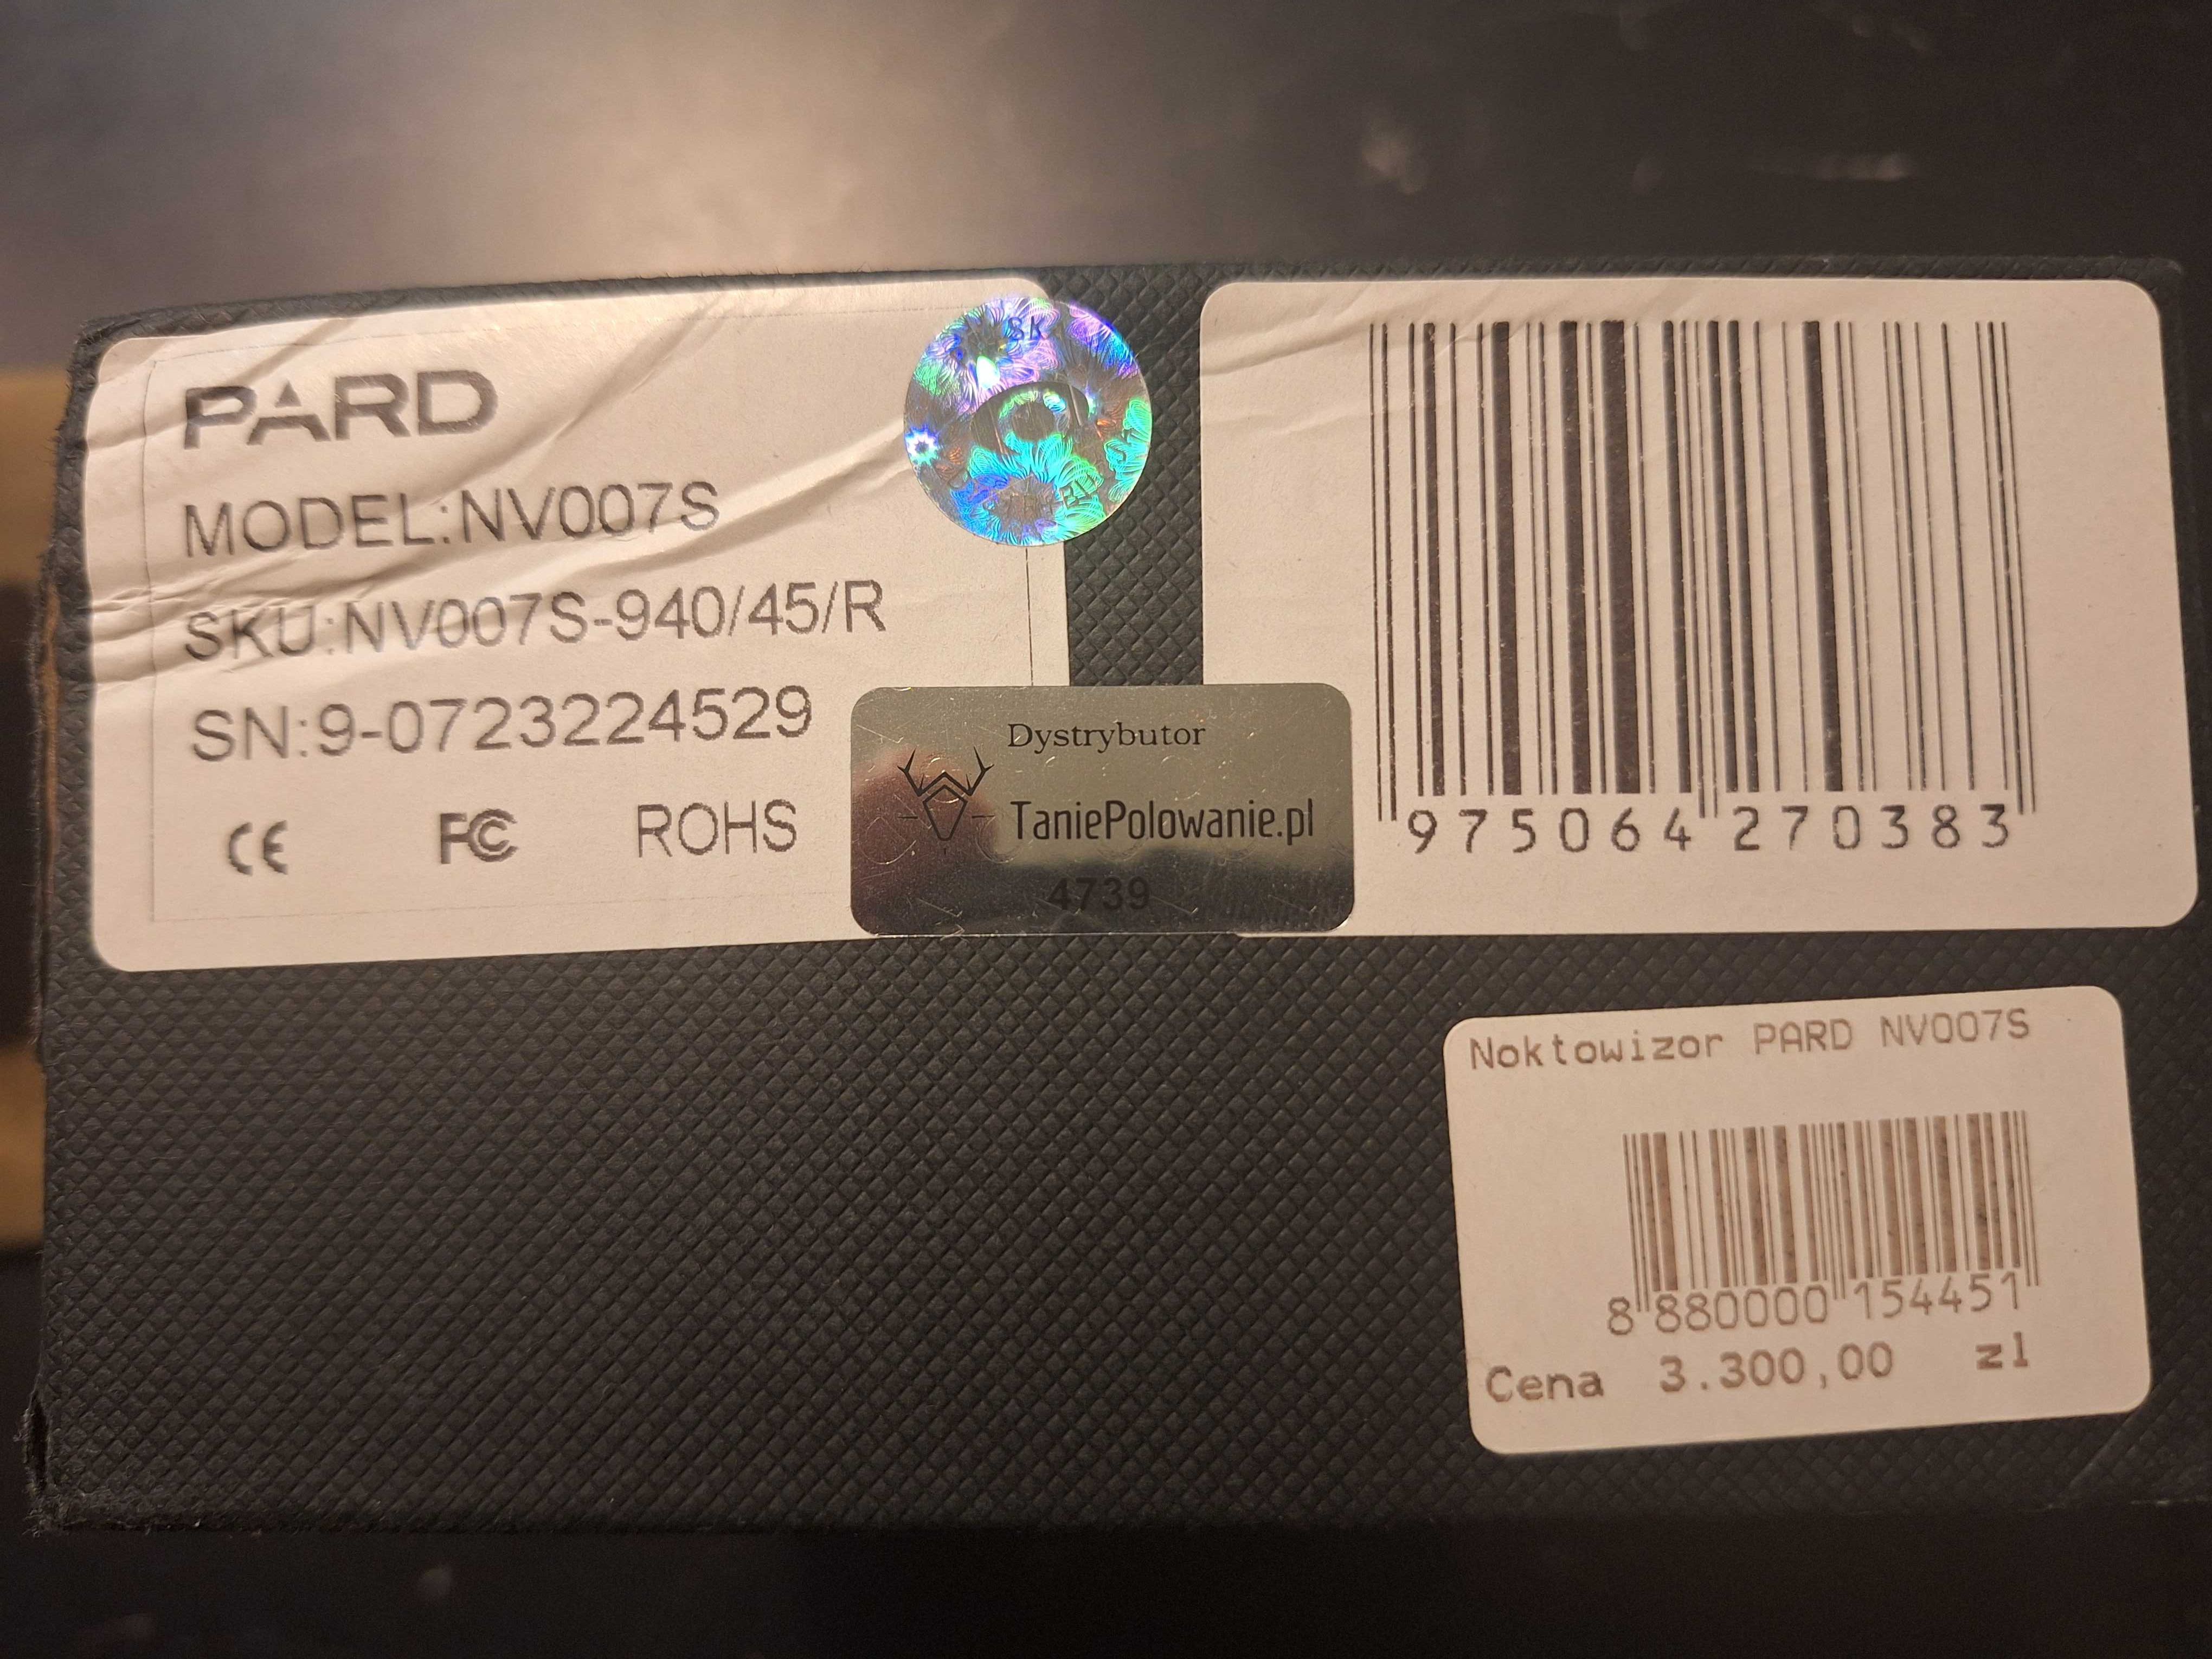 PARD
MODEL:NV007S
SKU:NV007S-940/45/R
SN:9-0723224529
CE FC ROHS
Dystrybutor
TaniePolowanie.pl
4739
975064 270383
Noktowizor PARD NV007S
8 880000 154451
Cena 3.300,00 zl